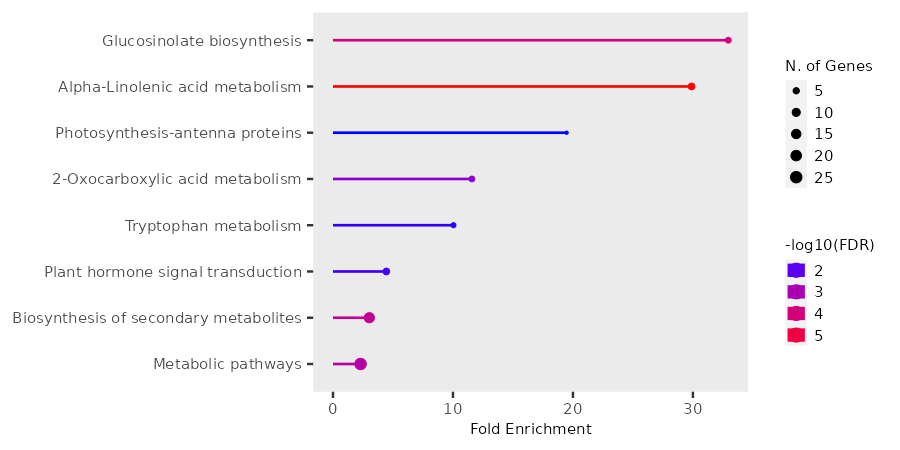 Glucosinolate biosynthesis
Alpha-Linolenic acid metabolism
Photosynthesis-antenna proteins
2-Oxocarboxylic acid metabolism
Tryptophan metabolism
Plant hormone signal transduction
Biosynthesis of secondary metabolites
Metabolic pathways
0 10 20 30
Fold Enrichment
N. of Genes
5
10
15
20
25
-log10(FDR)
2
3
4
5